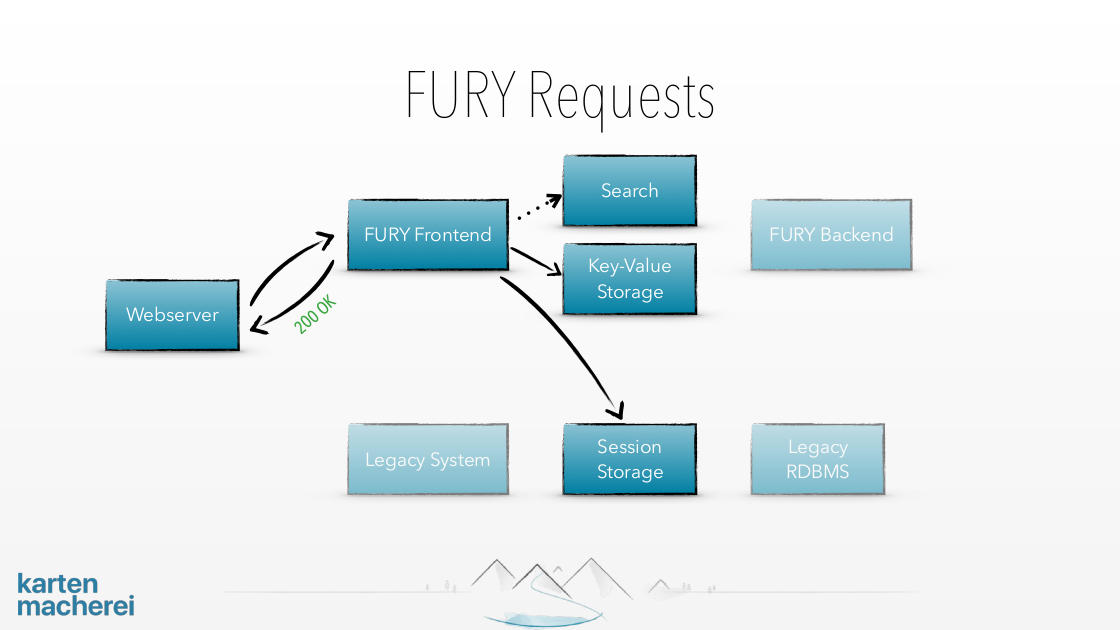 FURY Requests
Search
FURY Frontend
FURY Backend
Key-Value
Storage
Webserver
200 OK
Legacy System
Session
Storage
Legacy
RDBMS
karten
macherei